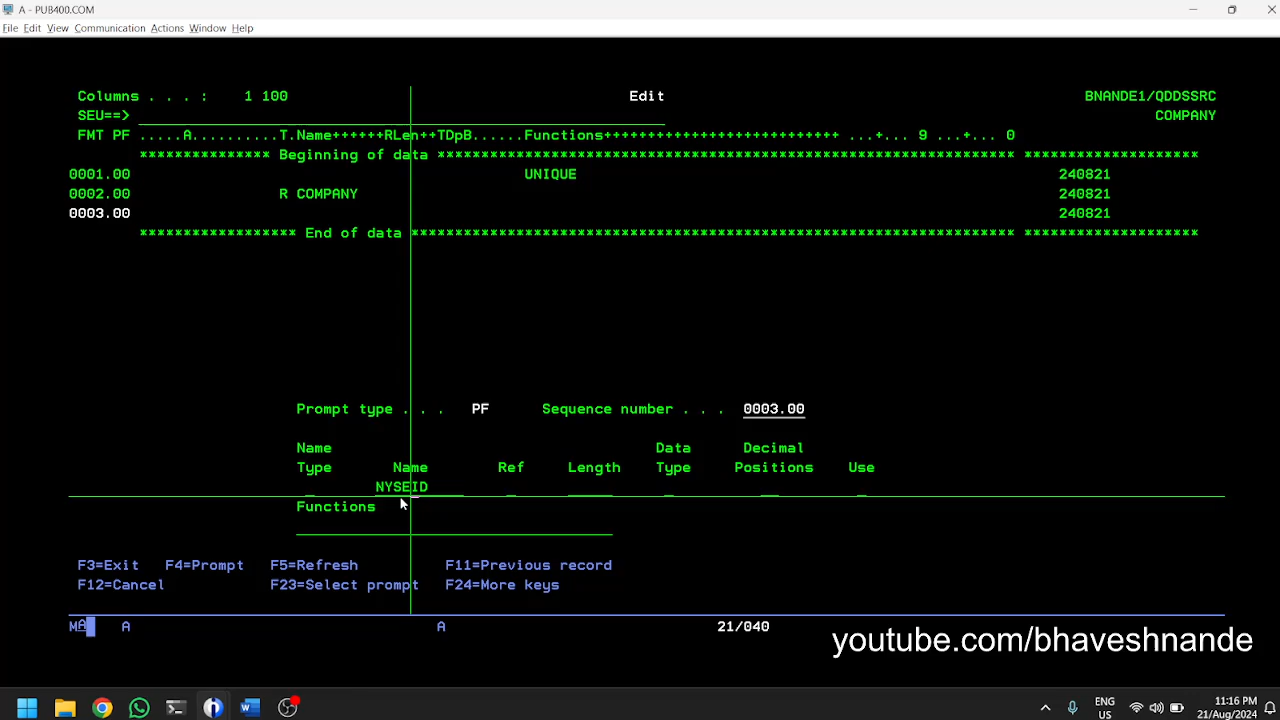 A - PUB400.COM
File Edit View Communication Actions Window Help
Columns . . . : 1 100 Edit BNANDE1/QDDSSRC
SEU==> COMPANY
FMT PF .....A..........T.Name++++++RLen++TDpB......Functions+++++++++++++++++++++++++++ ...+... 9 ...+... 0
*************** Beginning of data ****************************************************************** ********************
0001.00 UNIQUE 240821
0002.00 R COMPANY 240821
0003.00 240821
****************** End of data ********************************************************************* ********************
Prompt type . . . PF Sequence number . . . 0003.00
Name Data Decimal
Type Name Ref Length Type Positions Use
NYSEID
Functions
F3=Exit F4=Prompt F5=Refresh F11=Previous record
F12=Cancel F23=Select prompt F24=More keys
MA A A 21/040
youtube.com/bhaveshnande
ENG 11:16 PM
US 21/Aug/2024